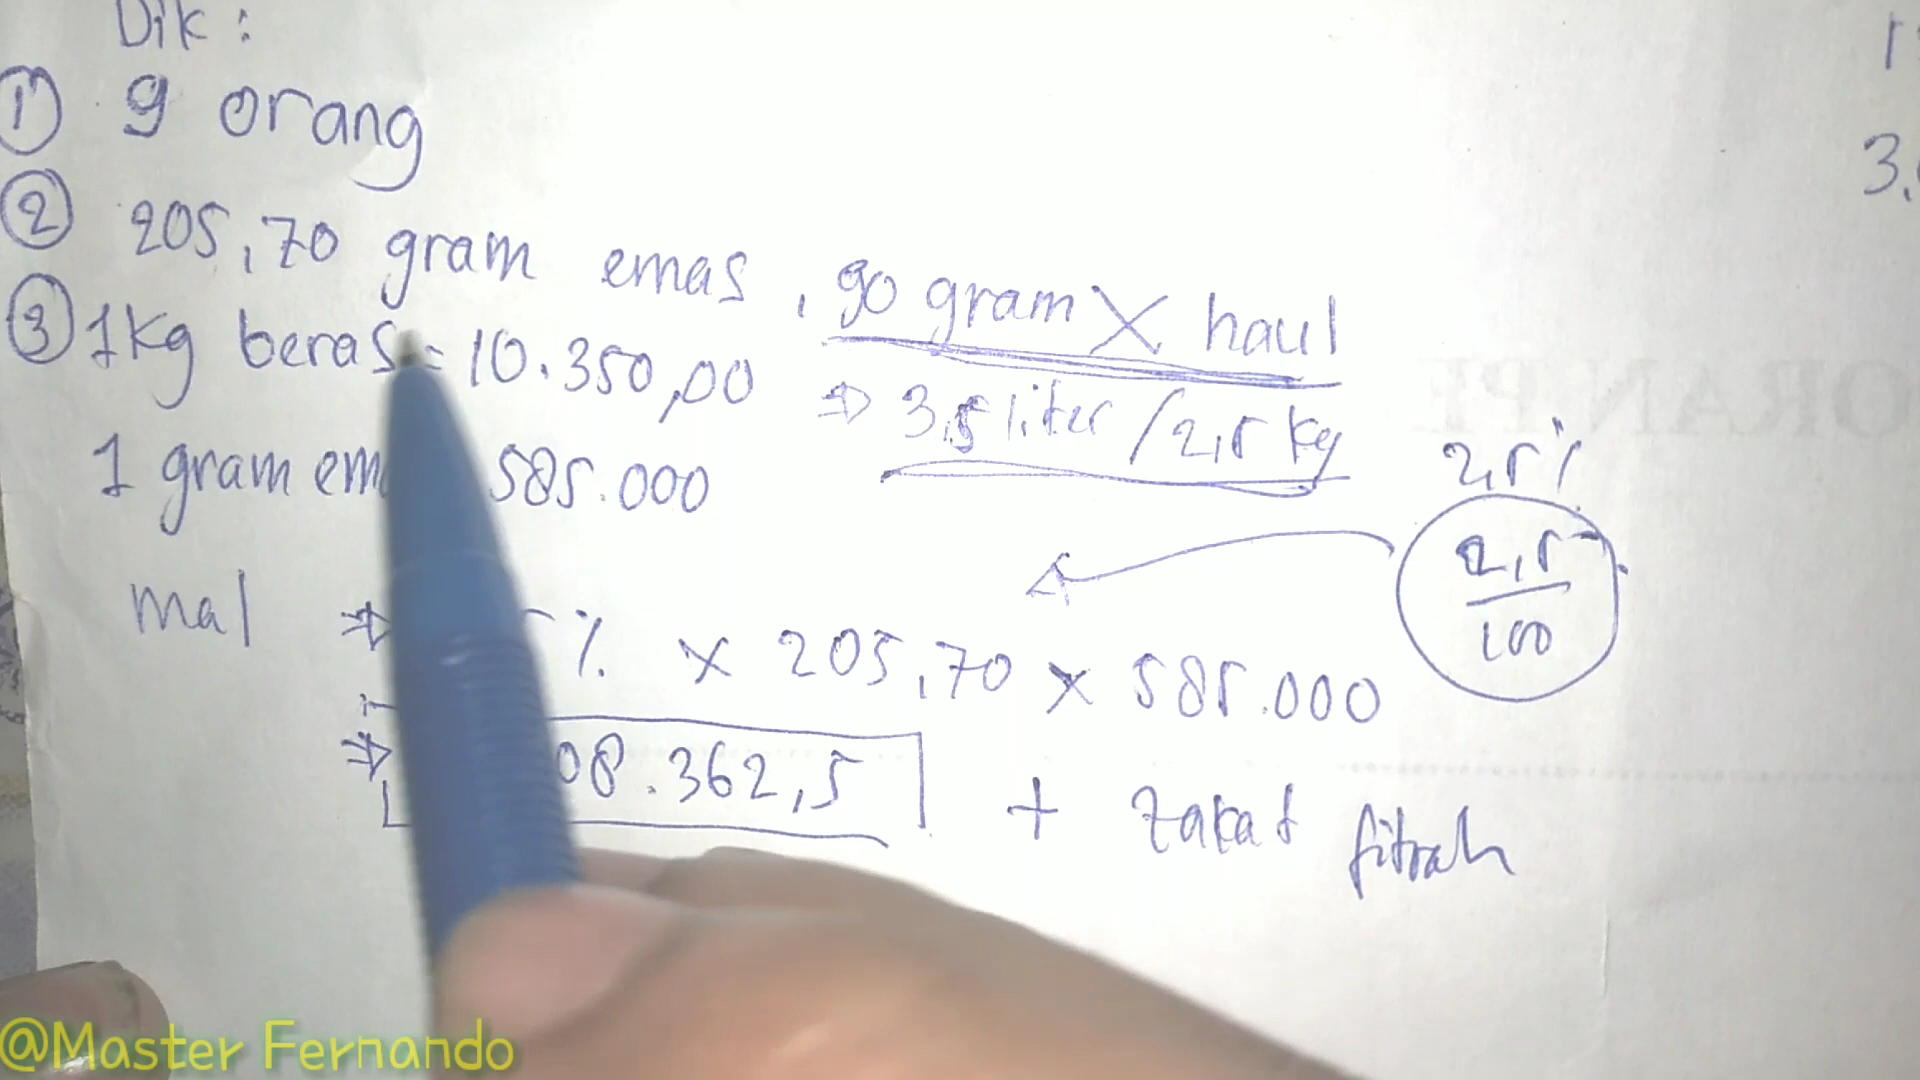 Dik :
① 9 orang
② 205,70 gram emas , 90 gram X haul
③ 1kg beras = 10.350,00 ⇒ 3,5 liter / 2,5 kg
1 gram 585.000
2,5%
2,5
100
mal ⇒ % x 205,70 x 585.000
⇒ 08.362,5 + zakat fitrah
@Master Fernando